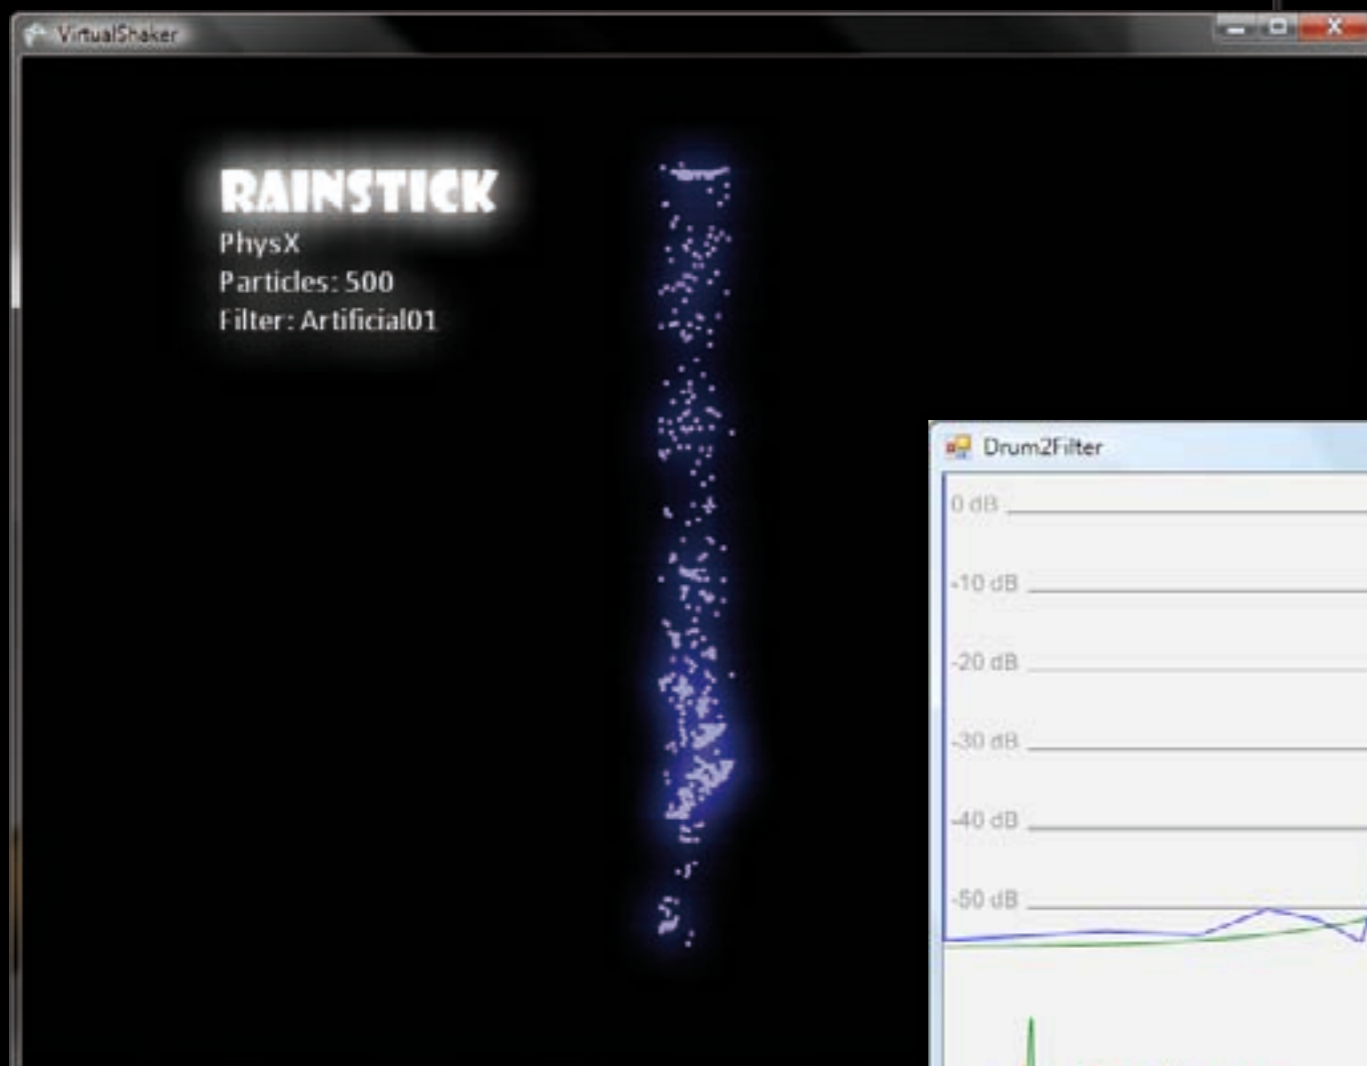 VirtualShaker
RAINSTICK
PhysX
Particles: 500
Filter: Artificial01
Drum2Filter
0 dB
-10 dB
-20 dB
-30 dB
-40 dB
-50 dB